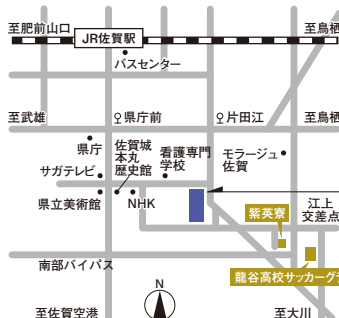 至肥前山口
至鳥栖
JR佐賀駅
バスセンター
至武雄
県庁前
片田江
至鳥栖
県庁
佐賀城
本丸
歴史館
看護専門
学校
モラージュ
佐賀
サガテレビ
県立美術館
NHK
紫英寮
江上
交差点
南部バイパス
龍谷高校サッカーグラ
N
至佐賀空港
至大川